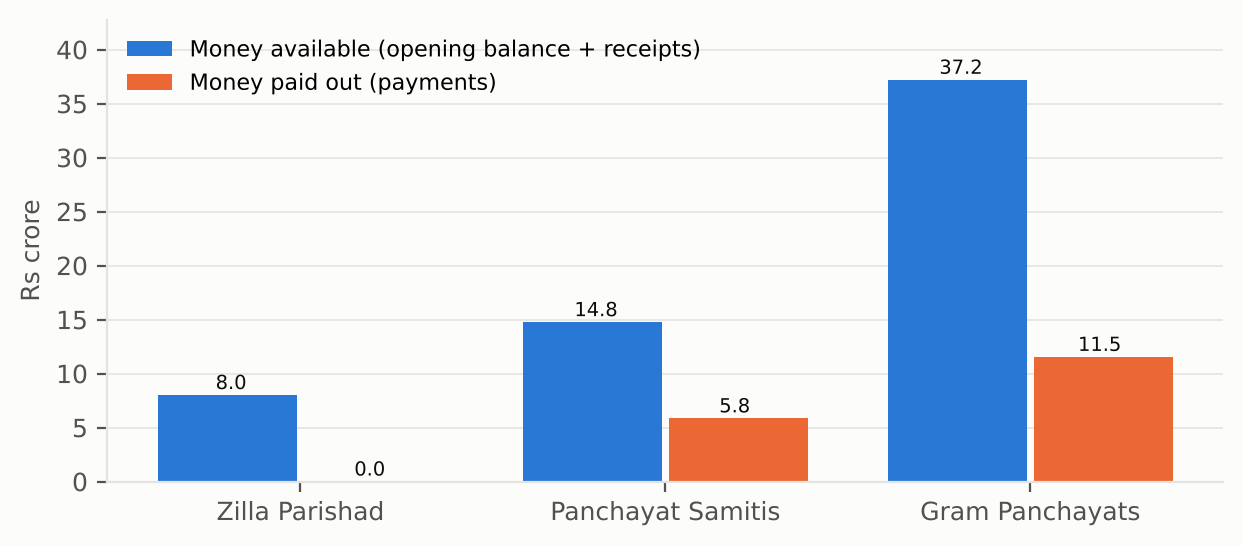 Money available (opening balance + receipts)
Money paid out (payments)
Rs crore
40
35
30
25
20
15
10
5
0
8.0
0.0
14.8
5.8
37.2
11.5
Zilla Parishad
Panchayat Samitis
Gram Panchayats